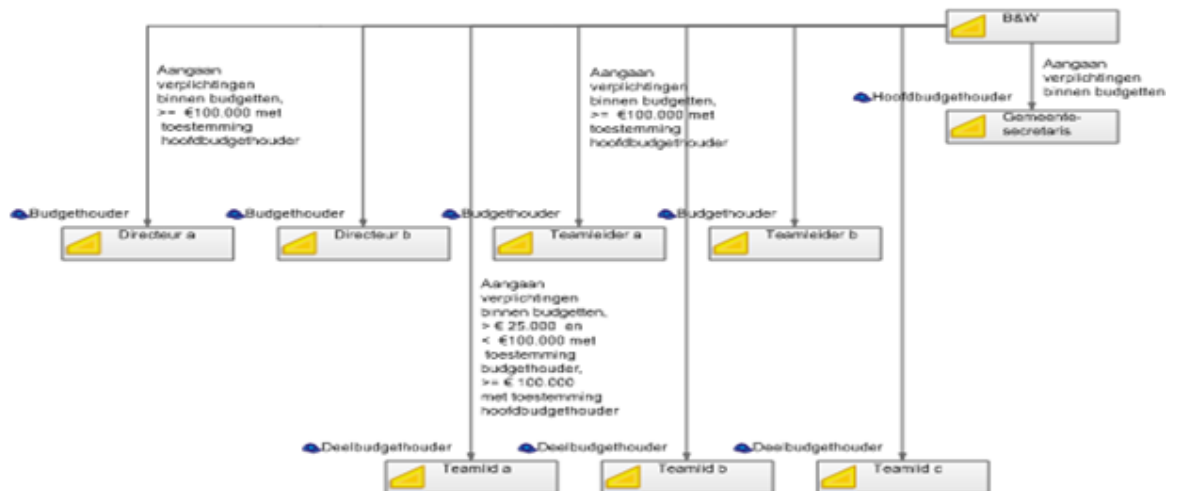 B&W
Aangaan
verplichtingen
binnen budgetten
Hoofdbudgethouder
Gemeente-
secretaris
Aangaan
verplichtingen
binnen budgetten,
>= €100.000 met
toestemming
hoofdbudgethouder
Aangaan
verplichtingen
binnen budgetten,
>= €100.000 met
toestemming
hoofdbudgethouder
Budgethouder
Budgethouder
Budgethouder
Budgethouder
Directeur a
Directeur b
Teamleider a
Teamleider b
Aangaan
verplichtingen
binnen budgetten,
> € 25.000 en
< €100.000 met
toestemming
budgethouder,
>= € 100.000
met toestemming
hoofdbudgethouder
Deelbudgethouder
Deelbudgethouder
Deelbudgethouder
Teamlid a
Teamlid b
Teamlid c